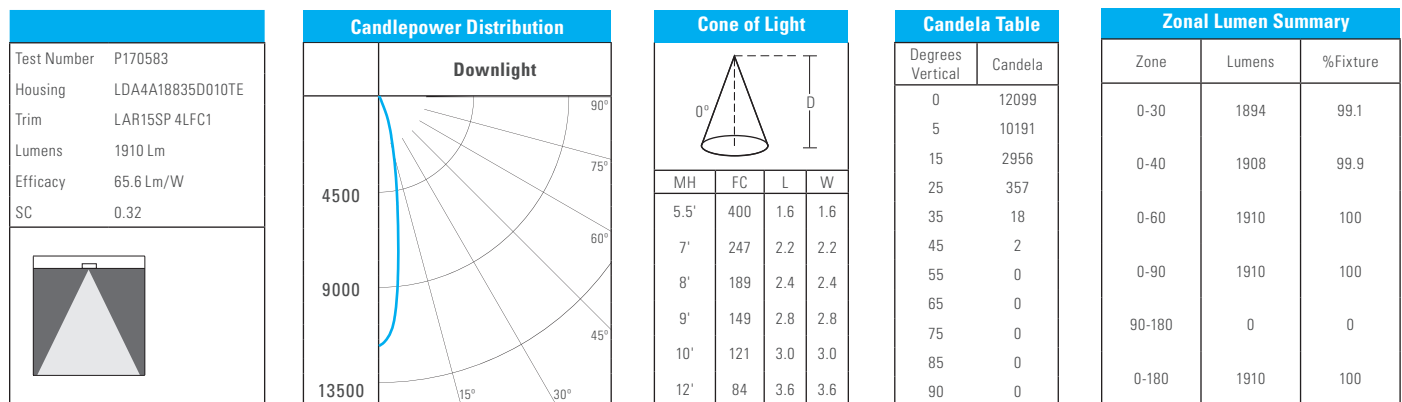 Test Number P170583
Housing LDA4A18835D010TE
Trim LAR15SP 4LFC1
Lumens 1910 Lm
Efficacy 65.6 Lm/W
SC 0.32
Candlepower Distribution
Downlight
90°
75°
4500
60°
9000
45°
13500 15° 30°
Cone of Light
0° D
MH FC L W
5.5' 400 1.6 1.6
7' 247 2.2 2.2
8' 189 2.4 2.4
9' 149 2.8 2.8
10' 121 3.0 3.0
12' 84 3.6 3.6
Candela Table
Degrees Vertical Candela
0 12099
5 10191
15 2956
25 357
35 18
45 2
55 0
65 0
75 0
85 0
90 0
Zonal Lumen Summary
Zone Lumens %Fixture
0-30 1894 99.1
0-40 1908 99.9
0-60 1910 100
0-90 1910 100
90-180 0 0
0-180 1910 100